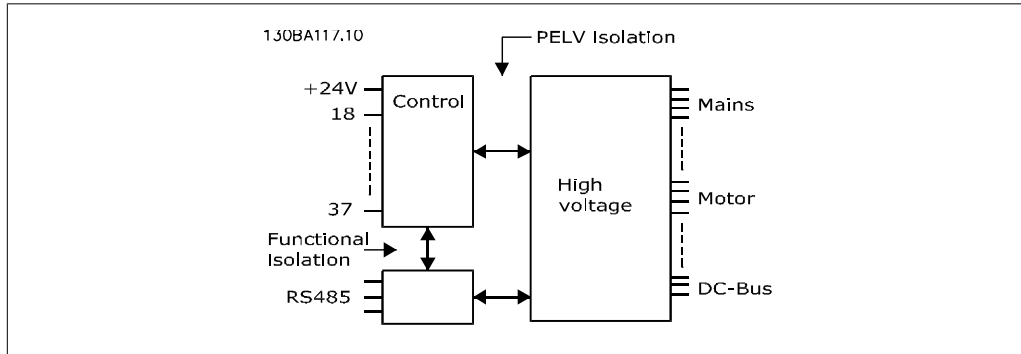 130BA117.10
PELV Isolation
+24V
Control
18
Mains
High
voltage
37
Motor
Functional
isolation
RS485
DC-Bus